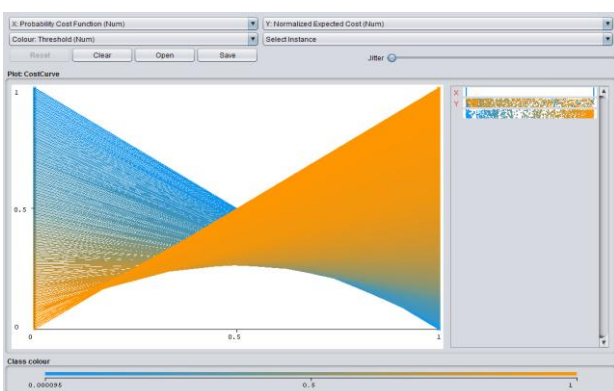 X: Probability Cost Function (Num) Y: Normalized Expected Cost (Num)
Colour: Threshold (Num) Select Instance
Reset Clear Open Save Jitter
Plot: CostCurve
X
Y
1
0.5
0
0 0.5 1
Class colour
0.000098 0.5 1